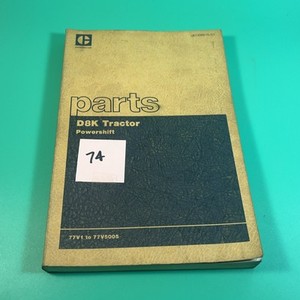 parts
D8K Tractor
Powershift
74
77V1 to 77V5005